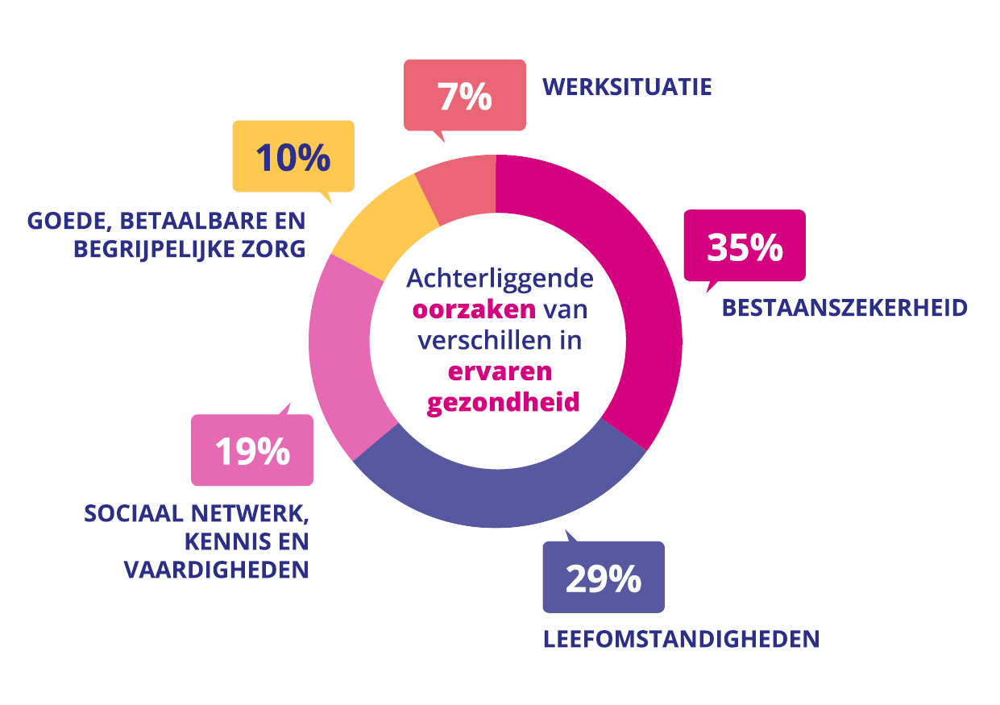 7%
WERKSITUATIE
10%
GOEDE, BETAALBARE EN
BEGRIJPELIJKE ZORG
35%
BESTAANSZEKERHEID
Achterliggende
oorzaken van
verschillen in
ervaren
gezondheid
19%
SOCIAAL NETWERK,
KENNIS EN
VAARDIGHEDEN
29%
LEEFOMSTANDIGHEDEN